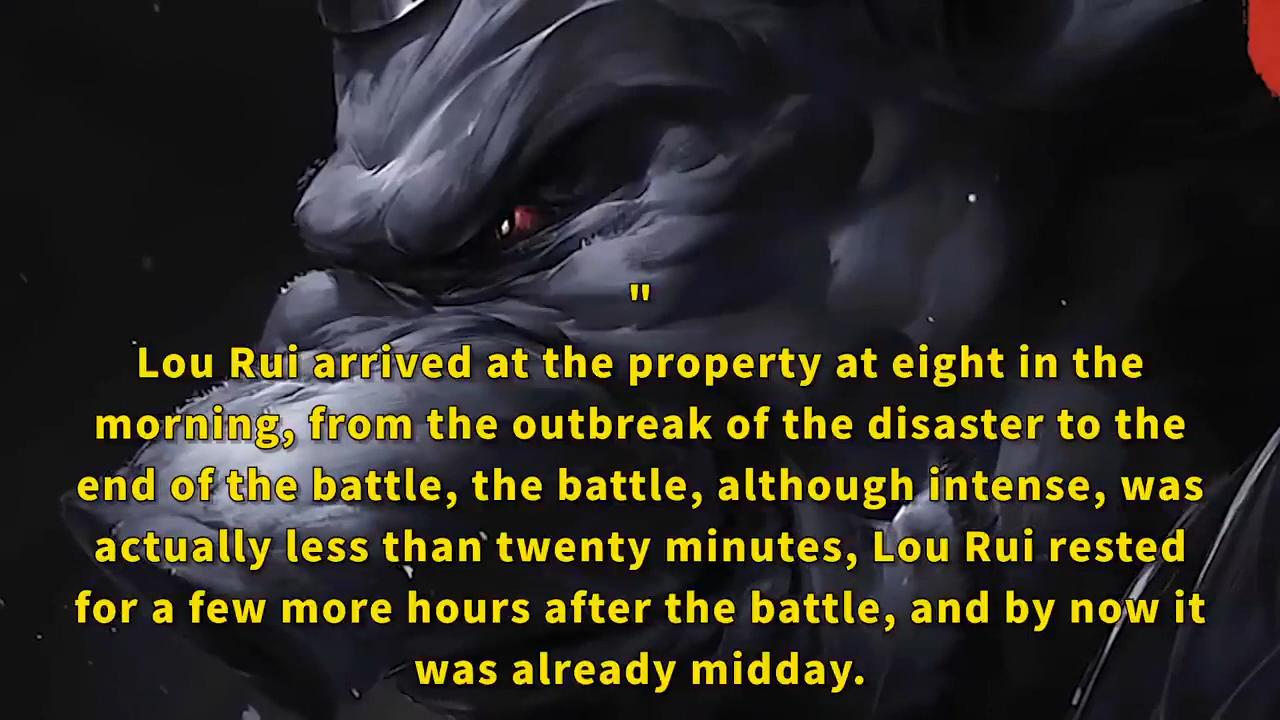 "
Lou Rui arrived at the property at eight in the
morning, from the outbreak of the disaster to the
end of the battle, the battle, although intense, was
actually less than twenty minutes, Lou Rui rested
for a few more hours after the battle, and by now it
was already midday.